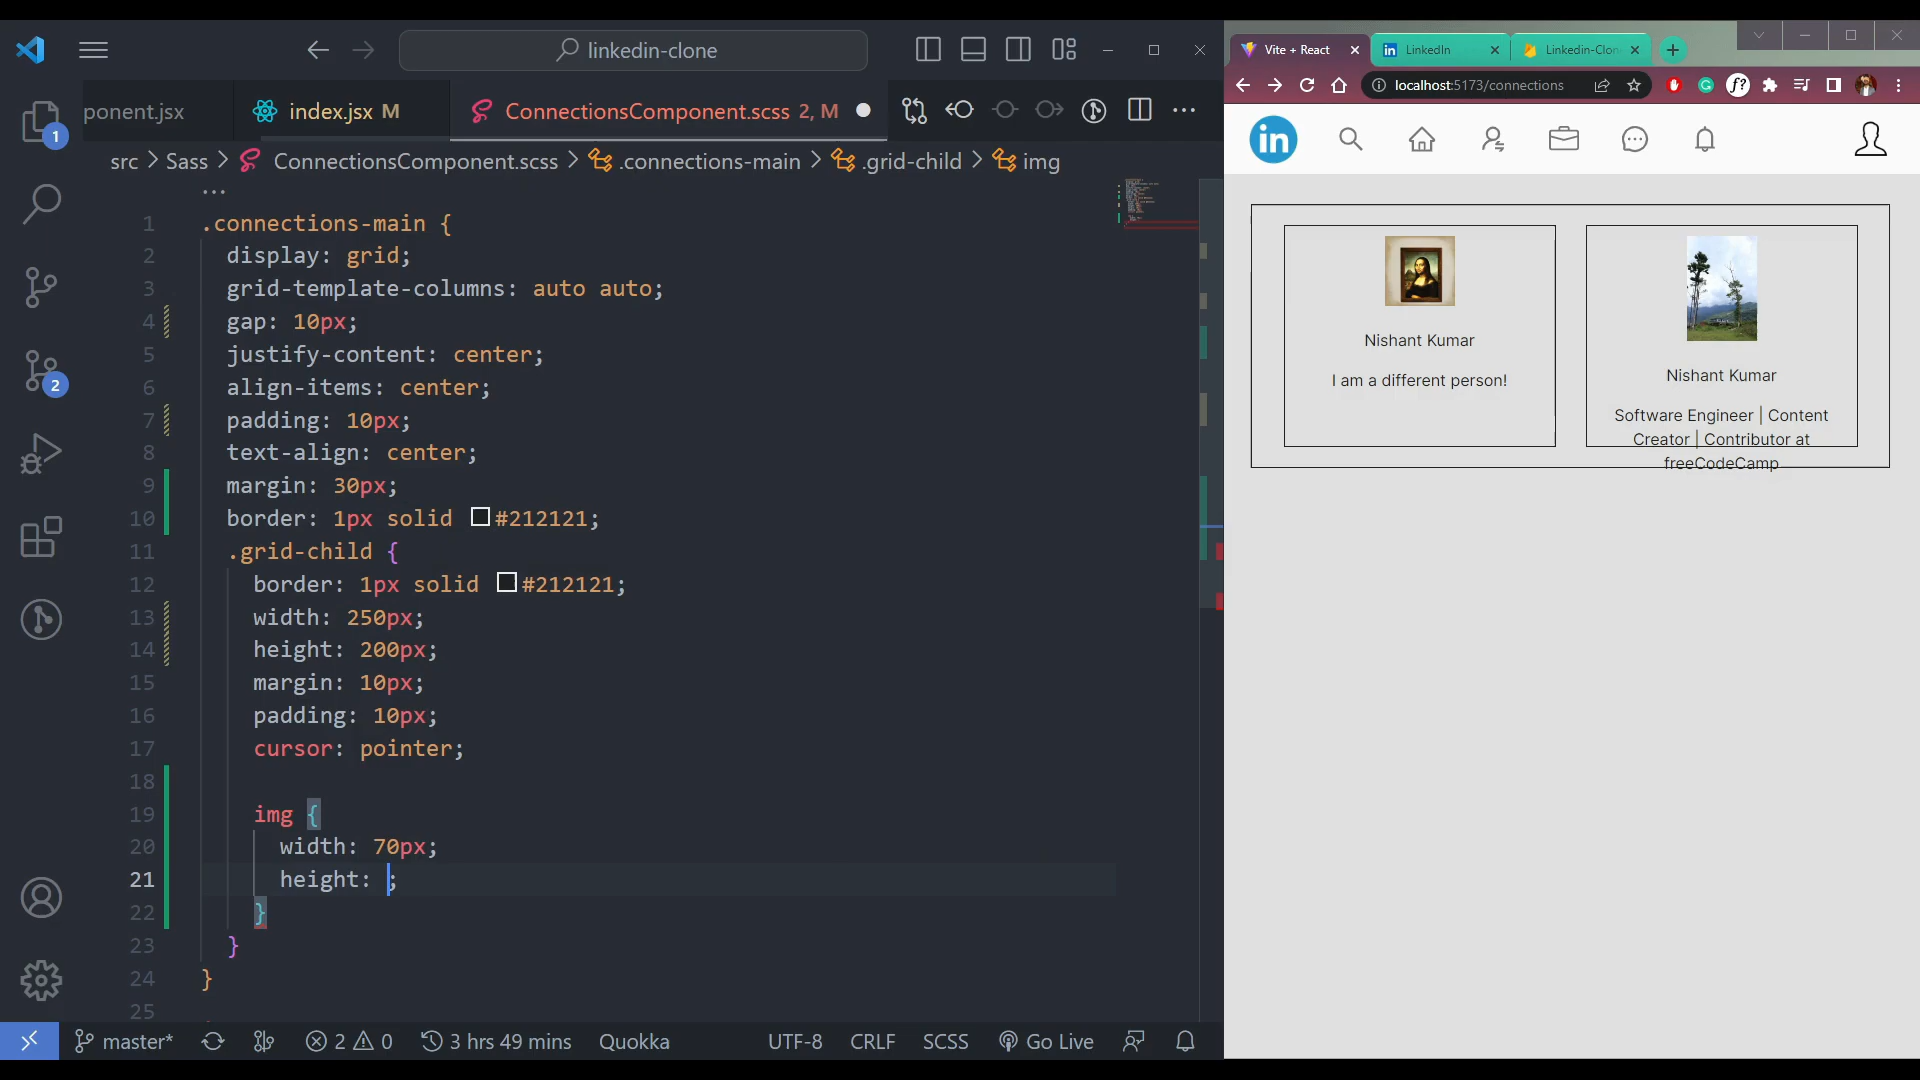 linkedin-clone
ponent.jsx
index.jsx M
ConnectionsComponent.scss 2, M
src > Sass > ConnectionsComponent.scss > .connections-main > .grid-child > img
...
1 .connections-main {
2 display: grid;
3 grid-template-columns: auto auto;
4 gap: 10px;
5 justify-content: center;
6 align-items: center;
7 padding: 10px;
8 text-align: center;
9 margin: 30px;
10 border: 1px solid #212121;
11 .grid-child {
12 border: 1px solid #212121;
13 width: 250px;
14 height: 200px;
15 margin: 10px;
16 padding: 10px;
17 cursor: pointer;
18
19 img {
20 width: 70px;
21 height: ;
22 }
23 }
24 }
25
1
2
master* 2 0 3 hrs 49 mins Quokka UTF-8 CRLF SCSS Go Live
Vite + React
LinkedIn
Linkedin-Clon
localhost:5173/connections
in
Nishant Kumar
I am a different person!
Nishant Kumar
Software Engineer | Content
Creator | Contributor at
freeCodeCamp